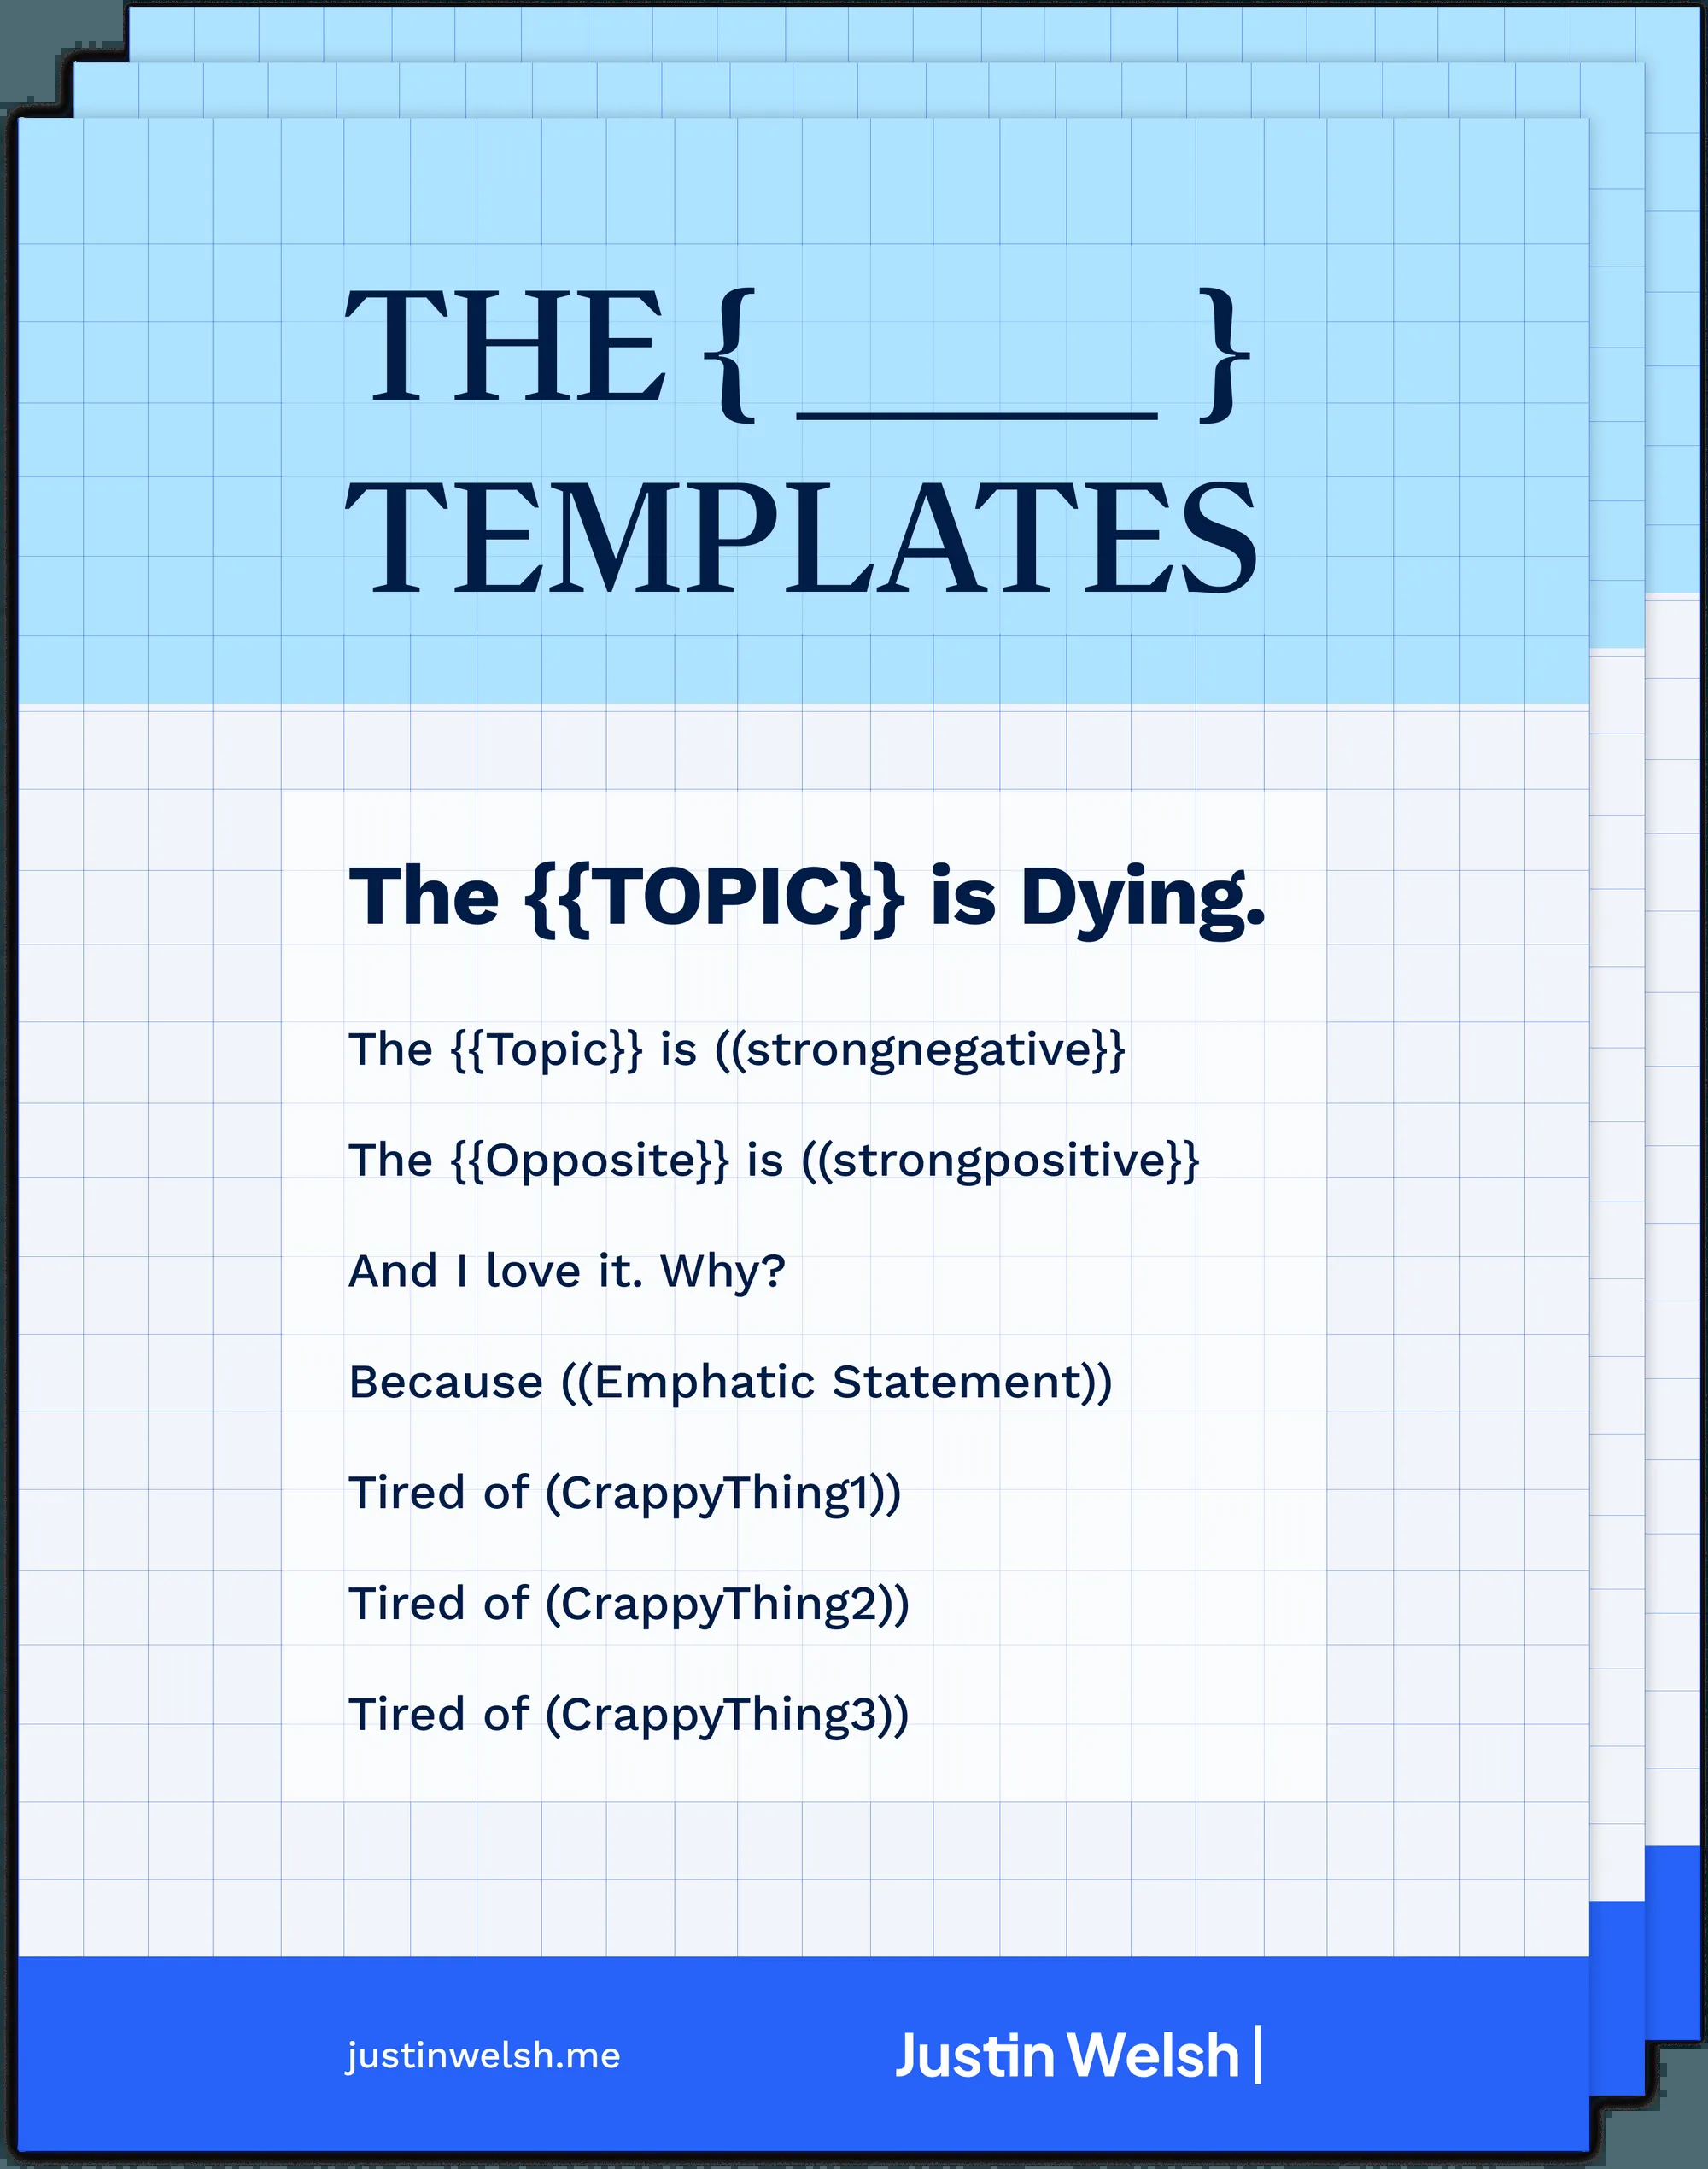 THE { ______ }
TEMPLATES
The {{TOPIC}} is Dying.
The {{Topic}} is ((strongnegative}}
The {{Opposite}} is ((strongpositive}}
And I love it. Why?
Because ((Emphatic Statement))
Tired of (CrappyThing1))
Tired of (CrappyThing2))
Tired of (CrappyThing3))
justinwelsh.me
Justin Welsh|